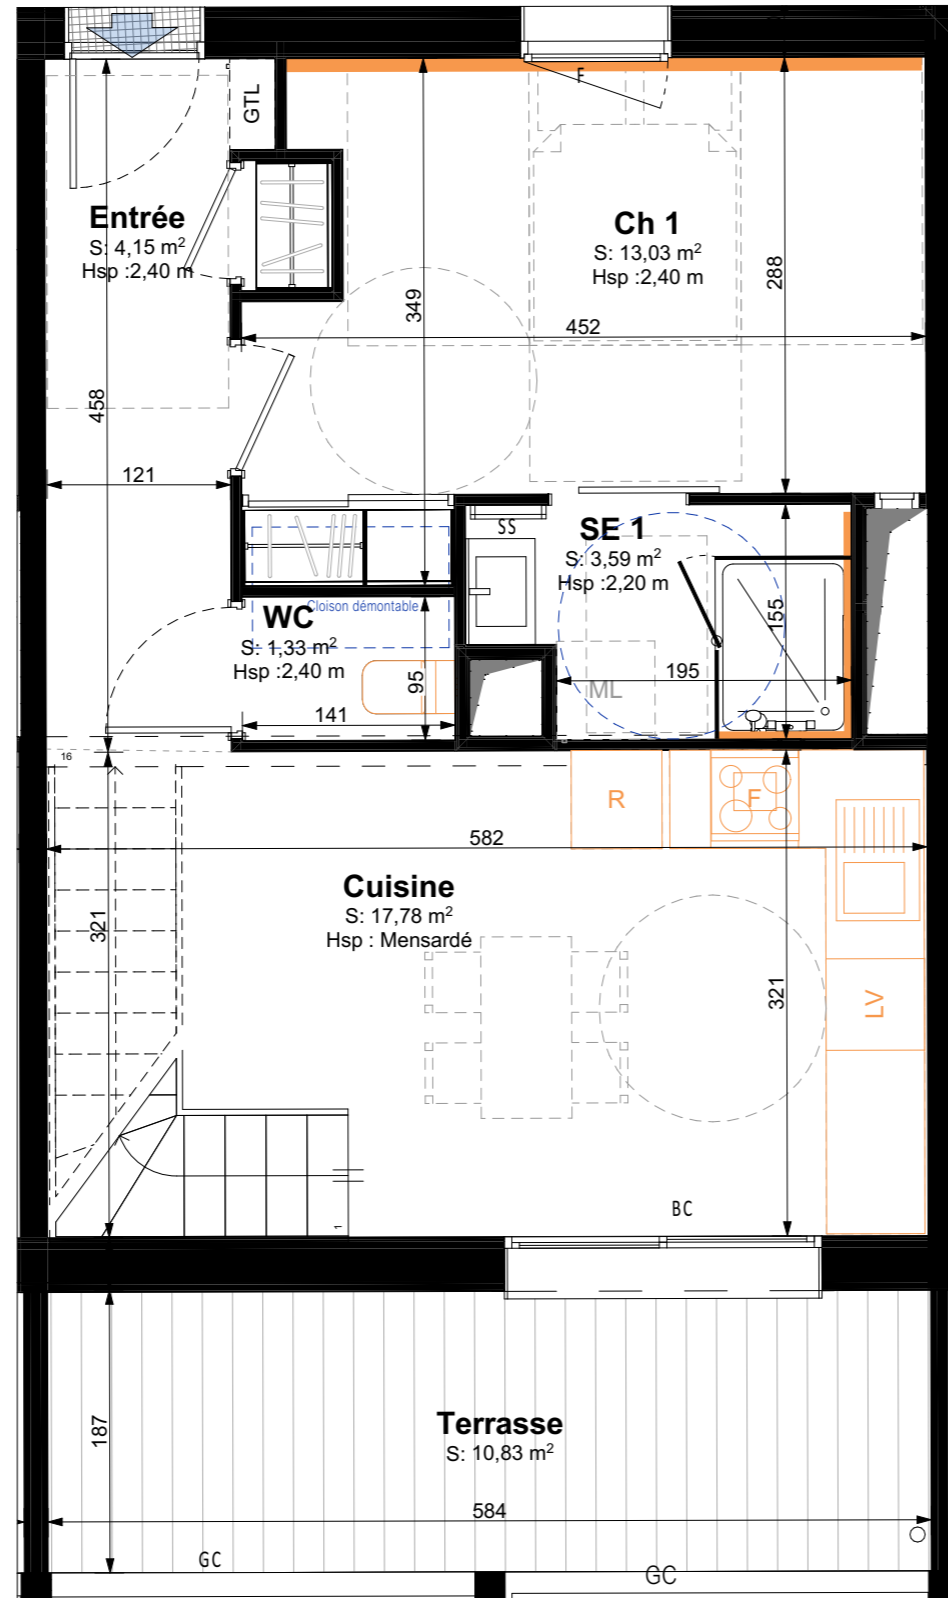 F
GTL
Entrée
S: 4,15 m²
Hsp :2,40 m
Ch 1
S: 13,03 m²
Hsp :2,40 m
288
349
452
458
121
SS
SE 1
S: 3,59 m²
Hsp :2,20 m
Cloison démontable
WC
S: 1,33 m²
Hsp :2,40 m
155
95
195
ML
141
16
R
F
582
Cuisine
S: 17,78 m²
Hsp : Mensardé
321
321
LV
BC
1
187
Terrasse
S: 10,83 m²
584
GC
GC